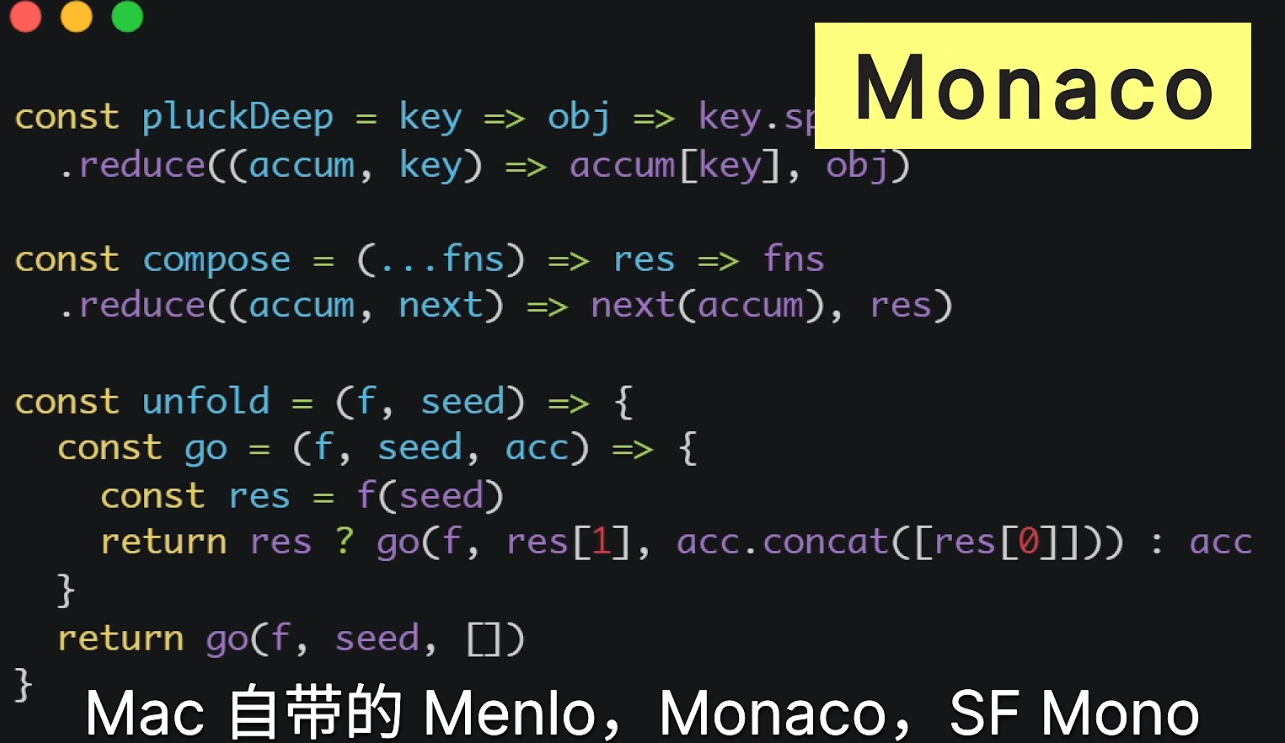 Monaco
const pluckDeep = key => obj => key.sp
  .reduce((accum, key) => accum[key], obj)
const compose = (...fns) => res => fns
  .reduce((accum, next) => next(accum), res)
const unfold = (f, seed) => {
  const go = (f, seed, acc) => {
    const res = f(seed)
    return res ? go(f, res[1], acc.concat([res[0]])) : acc
  }
  return go(f, seed, [])
}
Mac 自带的 Menlo，Monaco，SF Mono